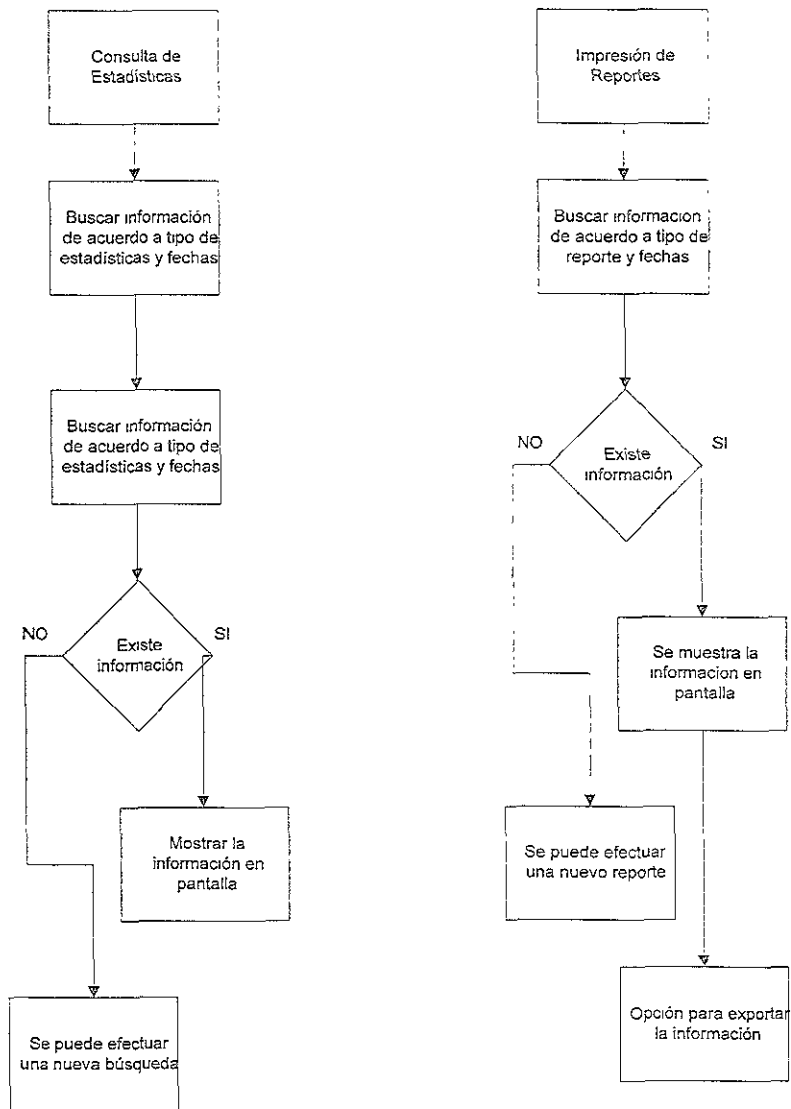 Consulta de
Estadísticas
Buscar información
de acuerdo a tipo de
estadísticas y fechas
Buscar información
de acuerdo a tipo de
estadísticas y fechas
NO
Existe
información
SI
Mostrar la
información en
pantalla
Se puede efectuar
una nueva búsqueda
Impresión de
Reportes
Buscar informacion
de acuerdo a tipo de
reporte y fechas
NO
Existe
información
SI
Se muestra la
informacion en
pantalla
Se puede efectuar
una nuevo reporte
Opción para exportar
la información